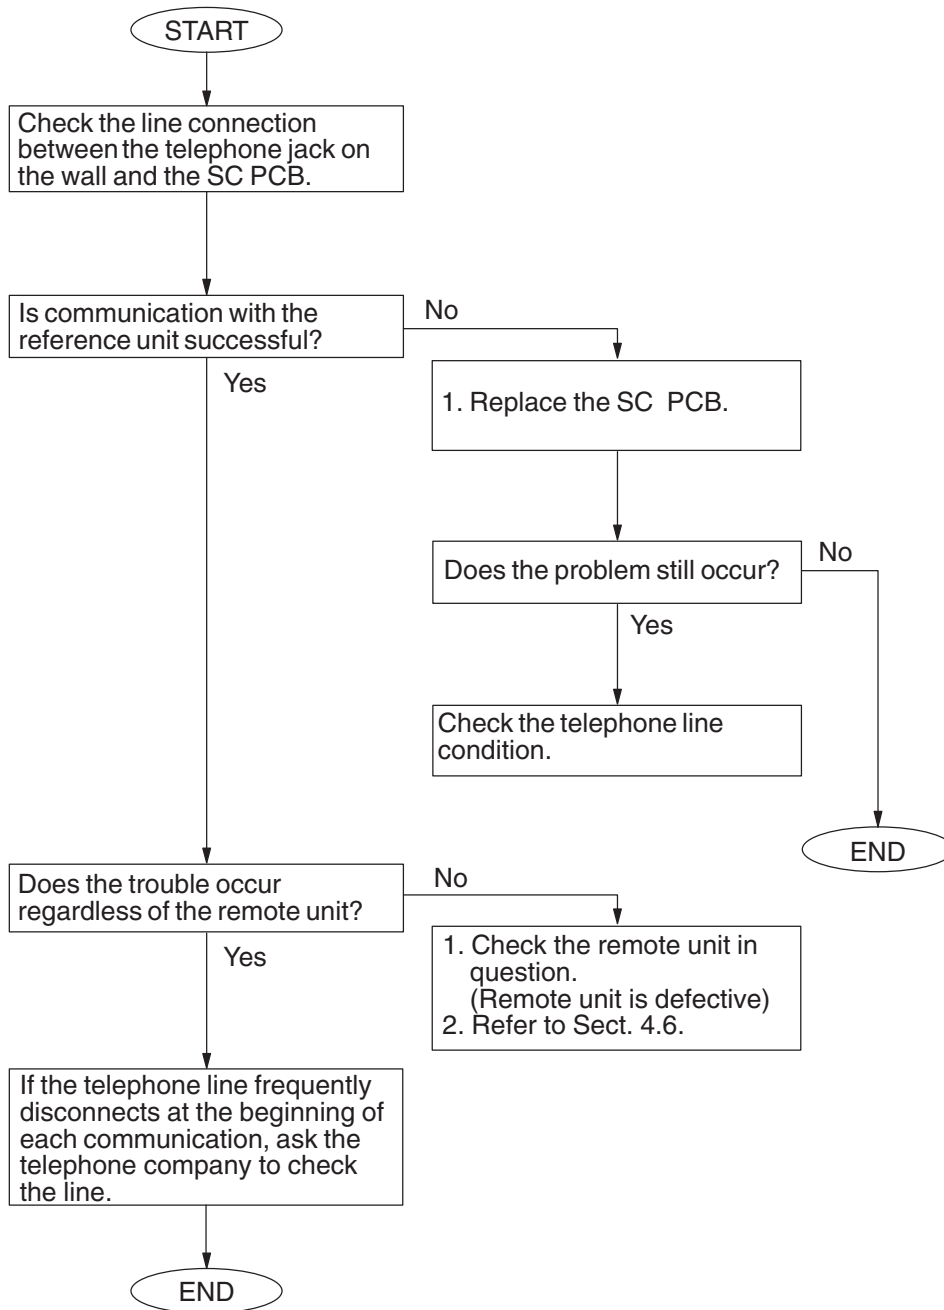 START
Check the line connection
between the telephone jack on
the wall and the SC PCB.
Is communication with the
reference unit successful?
No
Yes
1. Replace the SC PCB.
Does the problem still occur?
No
Yes
Check the telephone line
condition.
END
Does the trouble occur
regardless of the remote unit?
No
Yes
1. Check the remote unit in
question.
(Remote unit is defective)
2. Refer to Sect. 4.6.
If the telephone line frequently
disconnects at the beginning of
each communication, ask the
telephone company to check
the line.
END